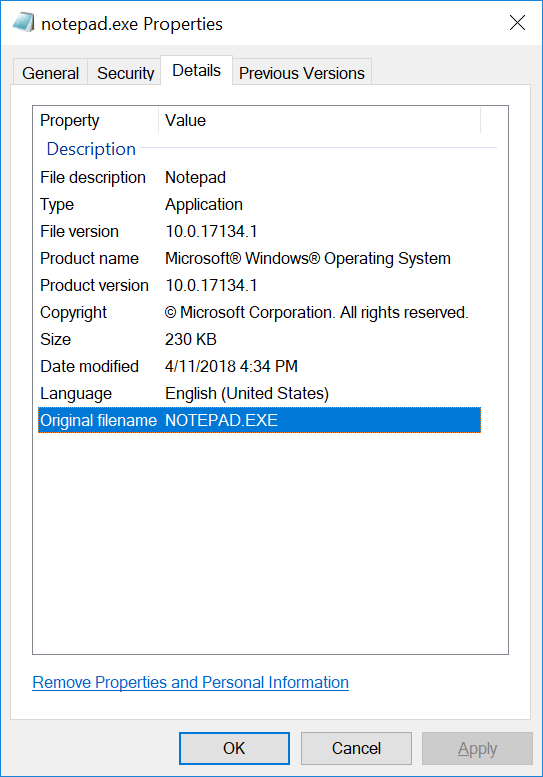 notepad.exe Properties
General Security Details Previous Versions
Property Value
Description
File description Notepad
Type Application
File version 10.0.17134.1
Product name Microsoft® Windows® Operating System
Product version 10.0.17134.1
Copyright © Microsoft Corporation. All rights reserved.
Size 230 KB
Date modified 4/11/2018 4:34 PM
Language English (United States)
Original filename NOTEPAD.EXE
Remove Properties and Personal Information
OK Cancel Apply